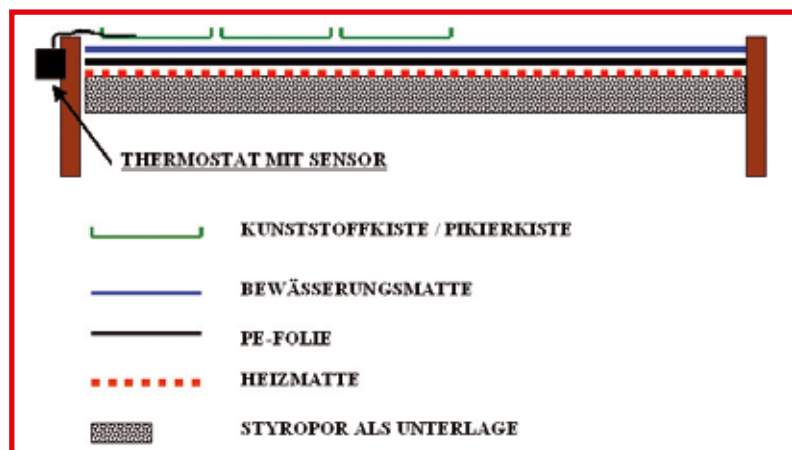 THERMOSTAT MIT SENSOR
KUNSTSTOFFKISTE / PIKIERKISTE
BEWÄSSERUNGSMATTE
PE-FOLIE
HEIZMATTE
STYROPOR ALS UNTERLAGE